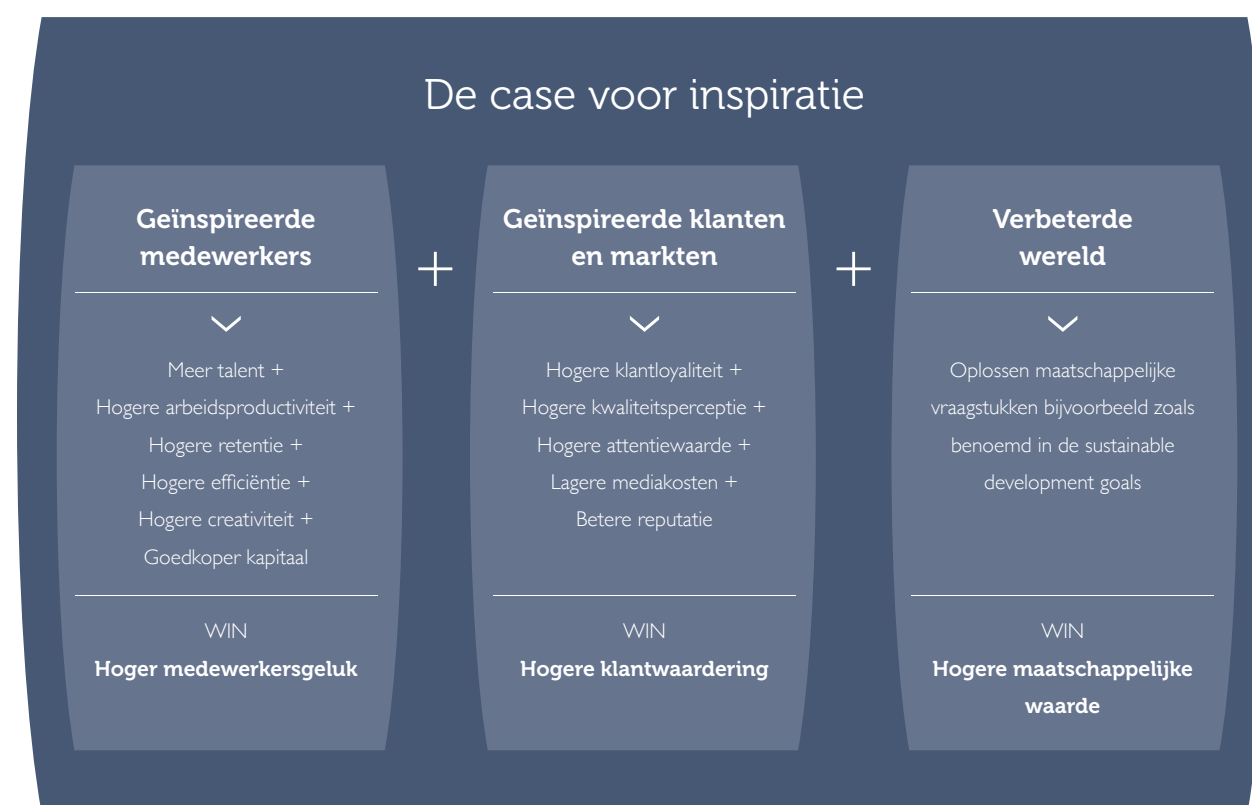 De case voor inspiratie
Geïnspireerde
medewerkers
Meer talent +
Hogere arbeidsproductiviteit +
Hogere retentie +
Hogere efficiëntie +
Hogere creativiteit +
Goedkoper kapitaal
WIN
Hoger medewerkersgeluk
+
Geïnspireerde klanten
en markten
Hogere klantloyaliteit +
Hogere kwaliteitsperceptie +
Hogere attentiewaarde +
Lagere mediakosten +
Betere reputatie
WIN
Hogere klantwaardering
+
Verbeterde
wereld
Oplossen maatschappelijke
vraagstukken bijvoorbeeld zoals
benoemd in de sustainable
development goals
WIN
Hogere maatschappelijke
waarde